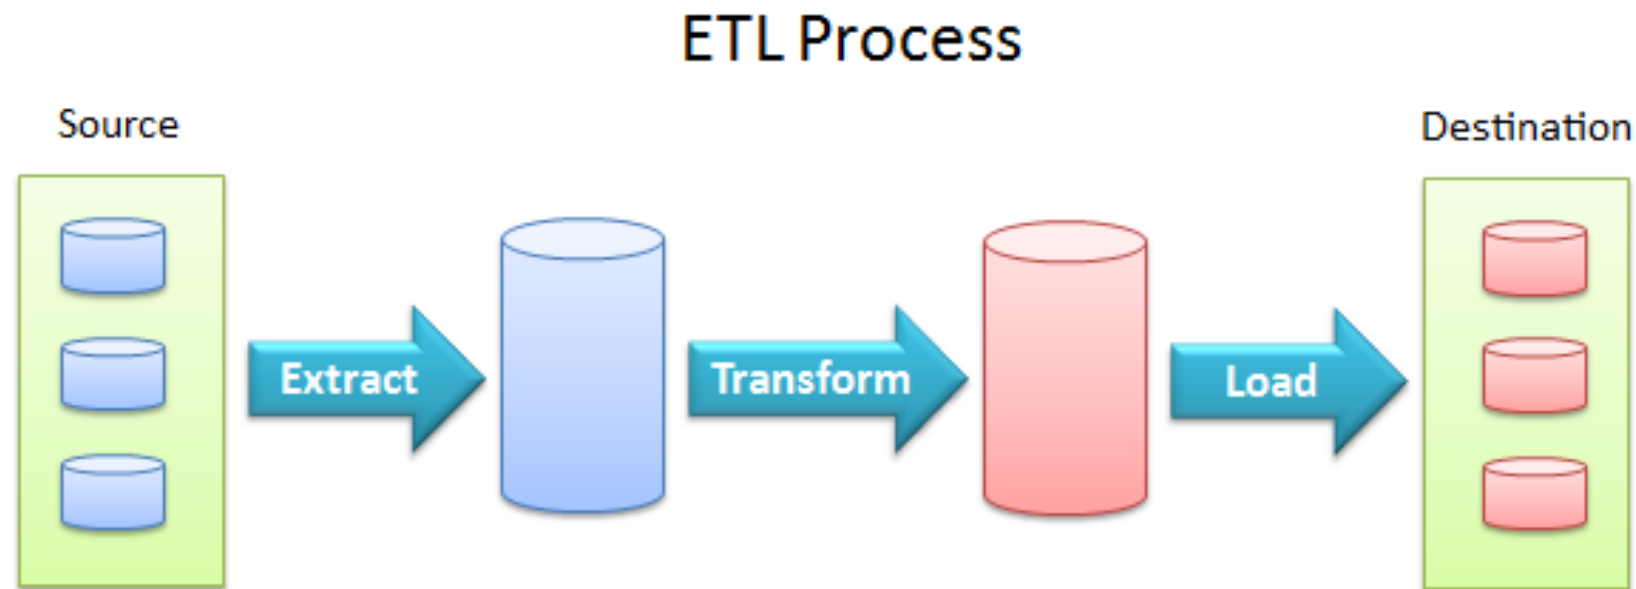 ETL Process
Source
Destination
Extract
Transform
Load